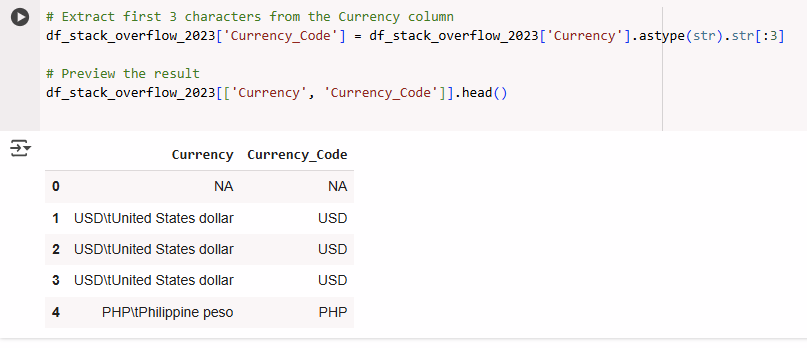 # Extract first 3 characters from the Currency column
df_stack_overflow_2023['Currency_Code'] = df_stack_overflow_2023['Currency'].astype(str).str[:3]
# Preview the result
df_stack_overflow_2023[['Currency', 'Currency_Code']].head()
Currency Currency_Code
0 NA NA
1 USD\tUnited States dollar USD
2 USD\tUnited States dollar USD
3 USD\tUnited States dollar USD
4 PHP\tPhilippine peso PHP